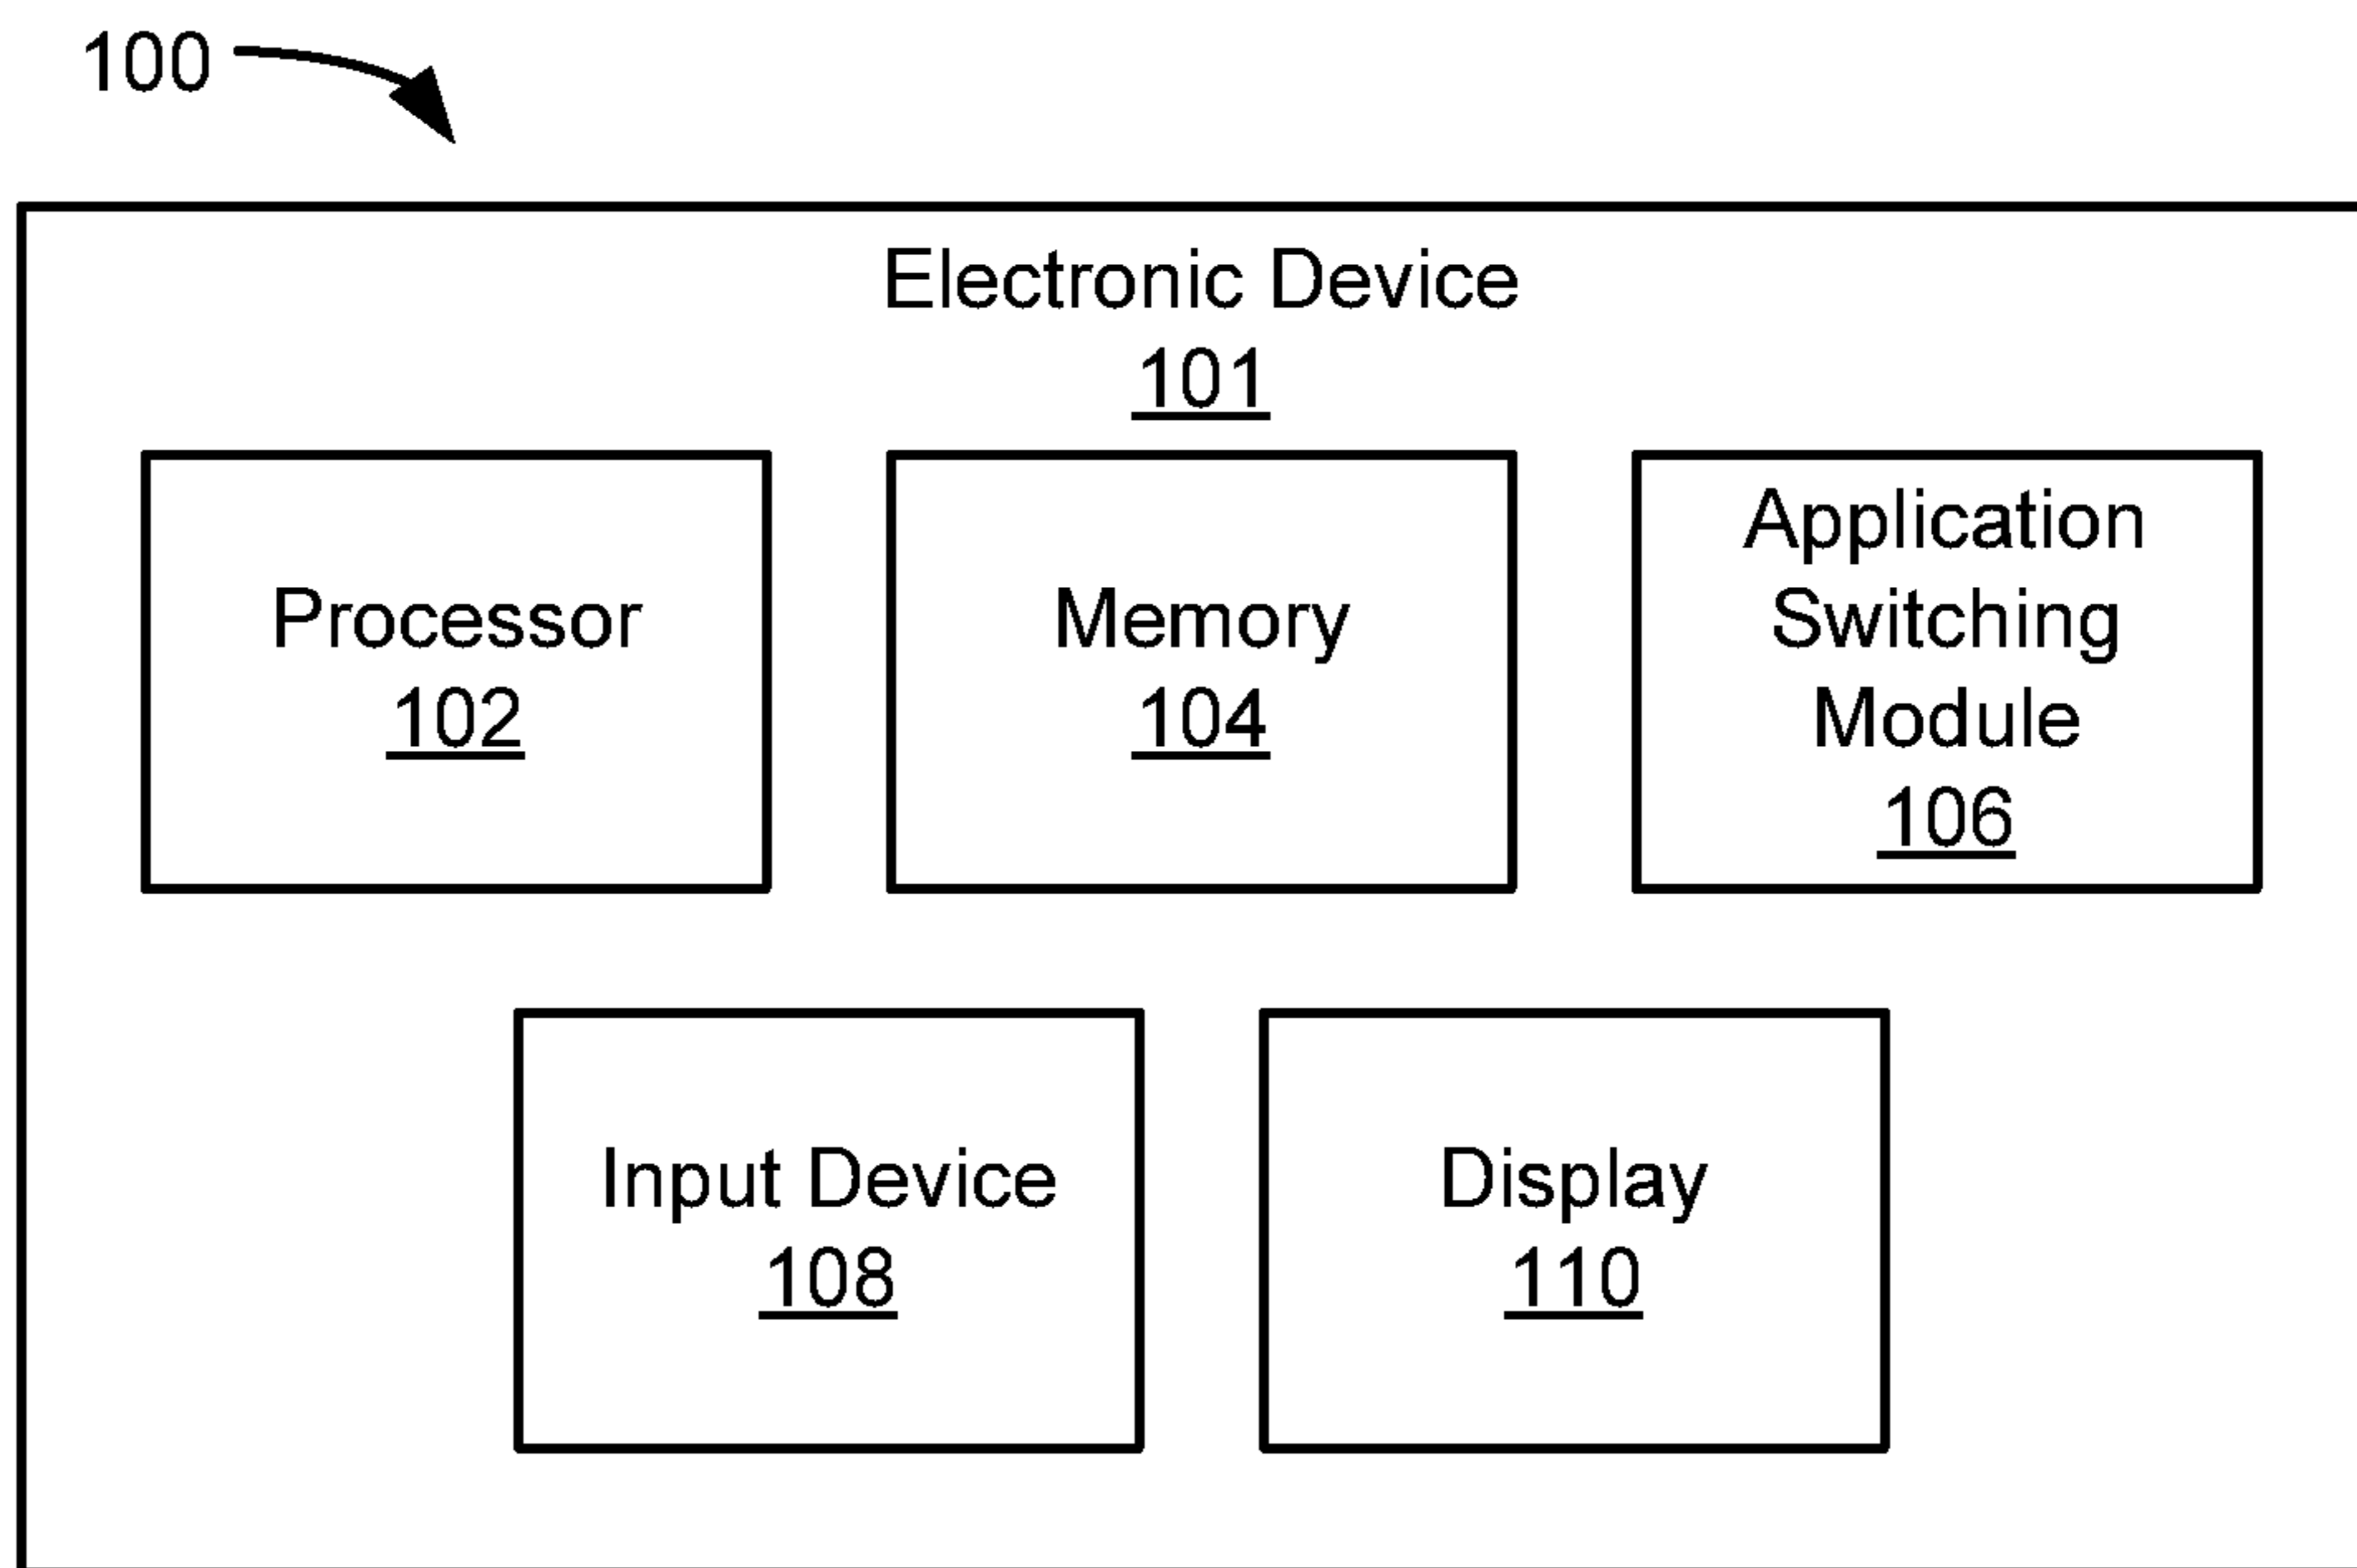 100
Electronic Device
101
Processor
102
Memory
104
Application
Switching
Module
106
Input Device
108
Display
110